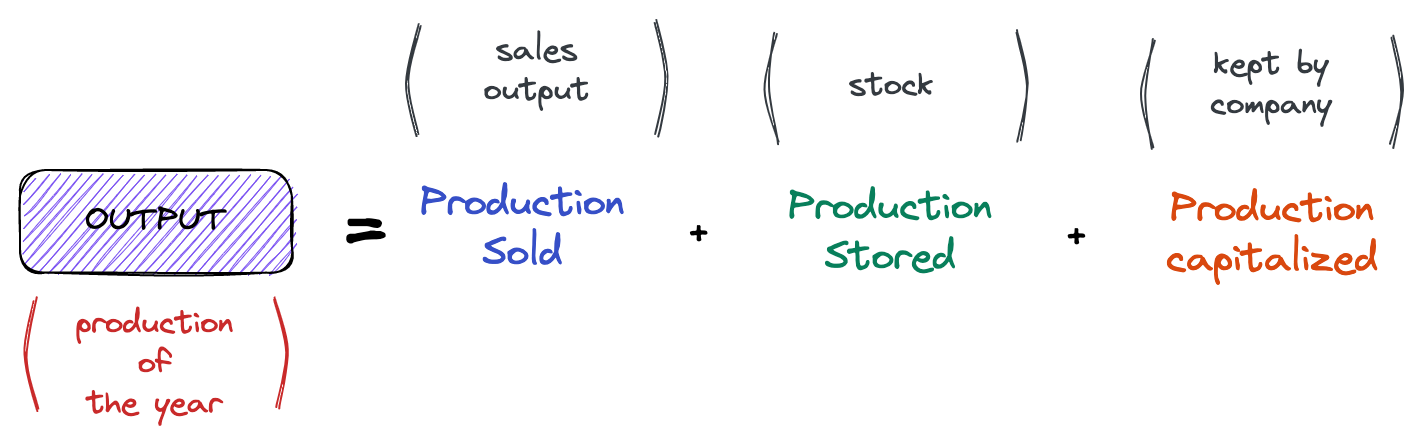 sales
output
stock
kept by
company
OUTPUT
=
Production
Sold
+
Production
Stored
+
Production
capitalized
production
of
the year